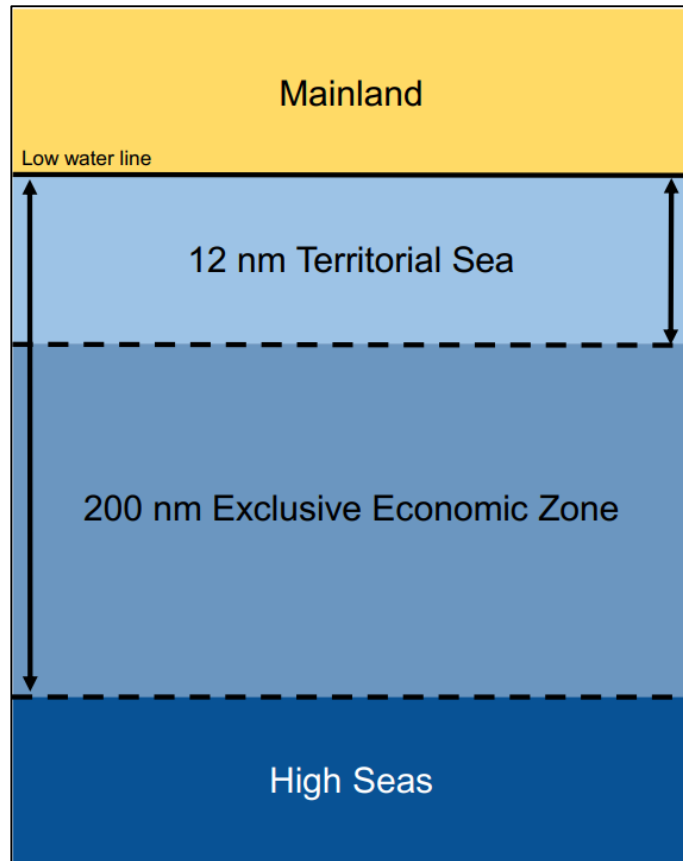 Mainland
Low water line
12 nm Territorial Sea
200 nm Exclusive Economic Zone
High Seas